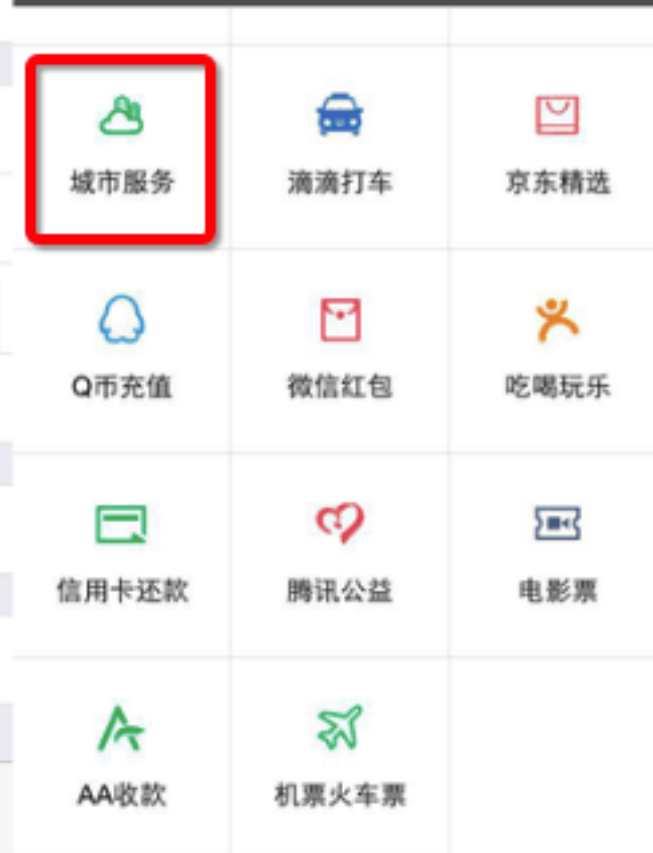 城市服务
滴滴打车
京东精选
Q币充值
微信红包
吃喝玩乐
信用卡还款
腾讯公益
电影票
AA收款
机票火车票